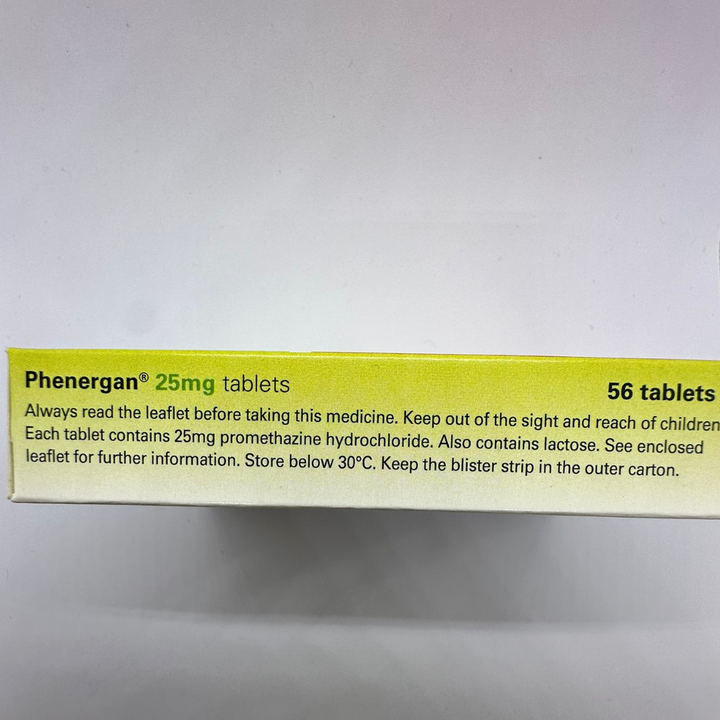 Phenergan® 25mg tablets 56 tablets
Always read the leaflet before taking this medicine. Keep out of the sight and reach of children
Each tablet contains 25mg promethazine hydrochloride. Also contains lactose. See enclosed
leaflet for further information. Store below 30°C. Keep the blister strip in the outer carton.